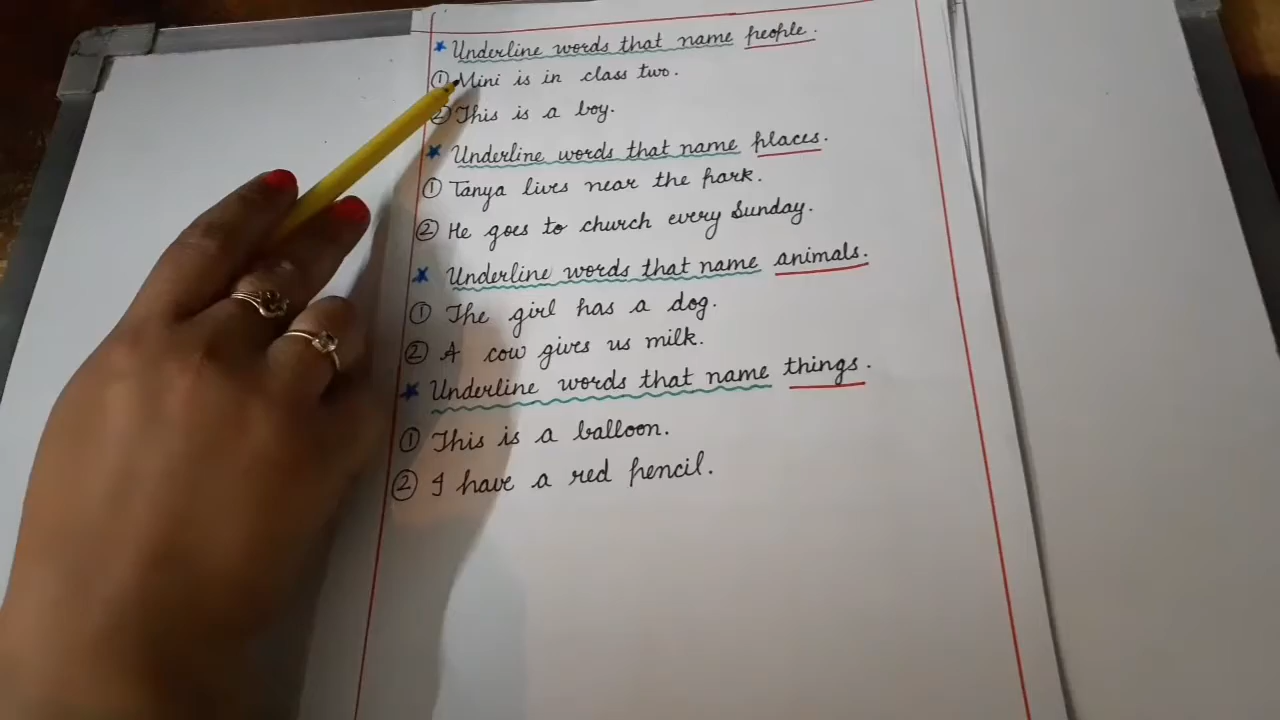 * Underline words that name people.
① Mini is in class two.
② This is a boy.
* Underline words that name places.
① Tanya lives near the park.
② He goes to church every Sunday.
* Underline words that name animals.
① The girl has a dog.
② A cow gives us milk.
* Underline words that name things.
① This is a balloon.
② I have a red pencil.